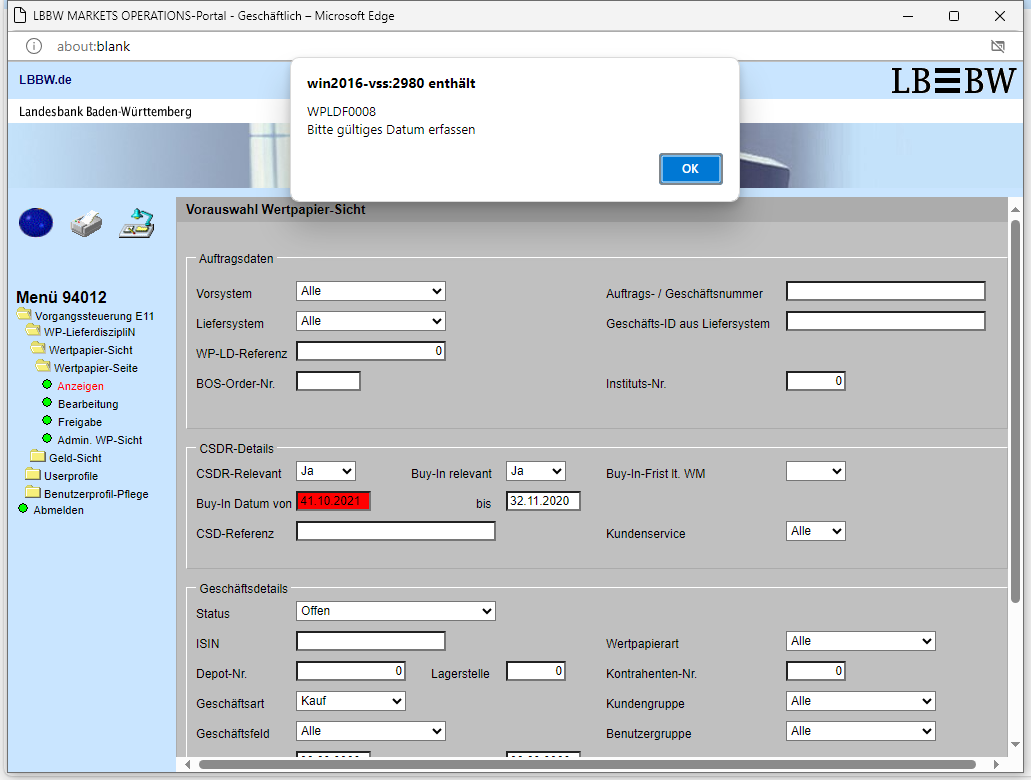 LBBW MARKETS OPERATIONS-Portal - Geschäftlich – Microsoft Edge
about:blank
LBBW.de
LBBW
Landesbank Baden-Württemberg
win2016-vss:2980 enthält
WPLDF0008
Bitte gültiges Datum erfassen
OK
Menü 94012
Vorgangssteuerung E11
WP-LieferdiszipliN
Wertpapier-Sicht
Wertpapier-Seite
Anzeigen
Bearbeitung
Freigabe
Admin. WP-Sicht
Geld-Sicht
Userprofile
Benutzerprofil-Pflege
Abmelden
Vorauswahl Wertpapier-Sicht
Auftragsdaten
Vorsystem Alle Auftrags- / Geschäftsnummer
Liefersystem Alle Geschäfts-ID aus Liefersystem
WP-LD-Referenz 0
BOS-Order-Nr. Instituts-Nr. 0
CSDR-Details
CSDR-Relevant Ja Buy-In relevant Ja Buy-In-Frist lt. WM
Buy-In Datum von 41.10.2021 bis 32.11.2020
CSD-Referenz Kundenservice Alle
Geschäftsdetails
Status Offen
ISIN Wertpapierart Alle
Depot-Nr. 0 Lagerstelle 0 Kontrahenten-Nr. 0
Geschäftsart Kauf Kundengruppe Alle
Geschäftsfeld Alle Benutzergruppe Alle